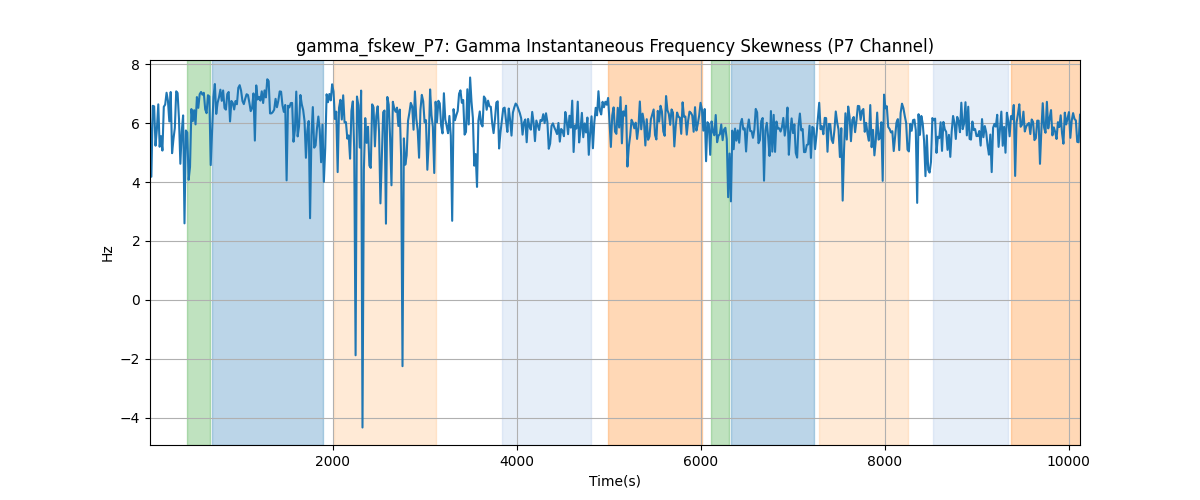 gamma_fskew_P7: Gamma Instantaneous Frequency Skewness (P7 Channel)
8
6
4
2
0
−2
−4
Hz
2000 4000 6000 8000 10000
Time(s)